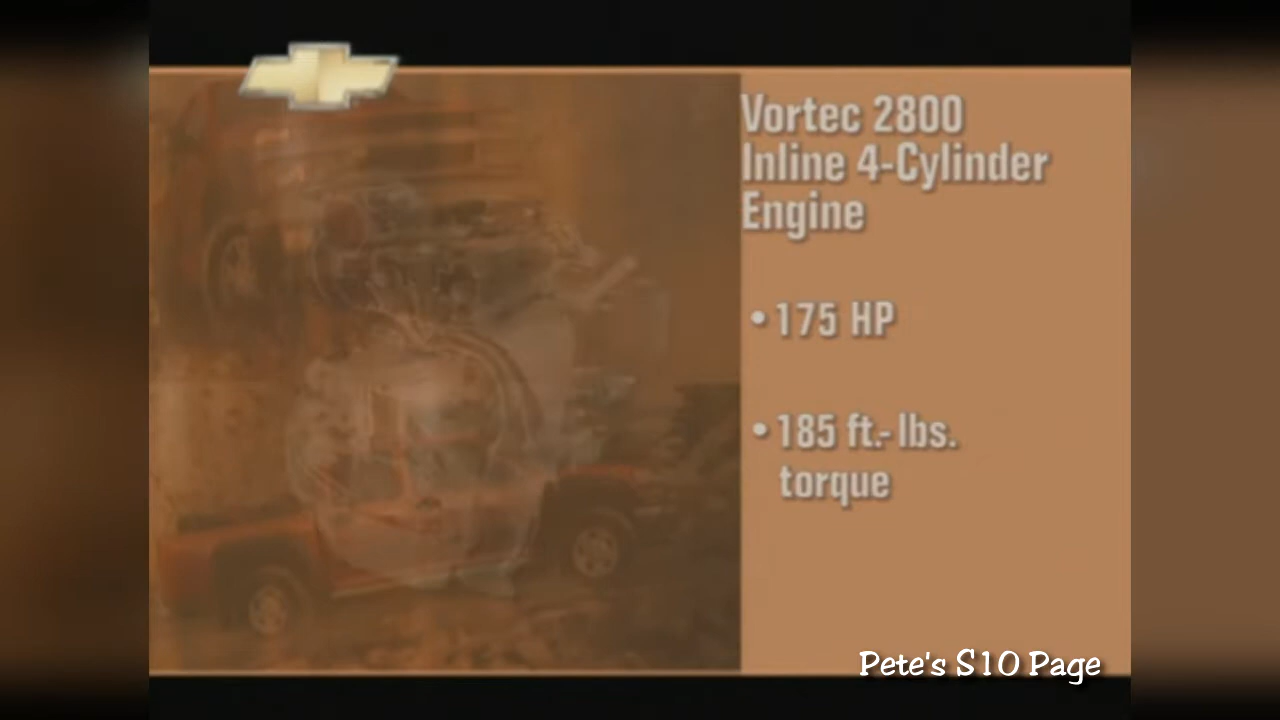 Vortec 2800
Inline 4-Cylinder
Engine
• 175 HP
• 185 ft.- lbs.
torque
Pete's S10 Page